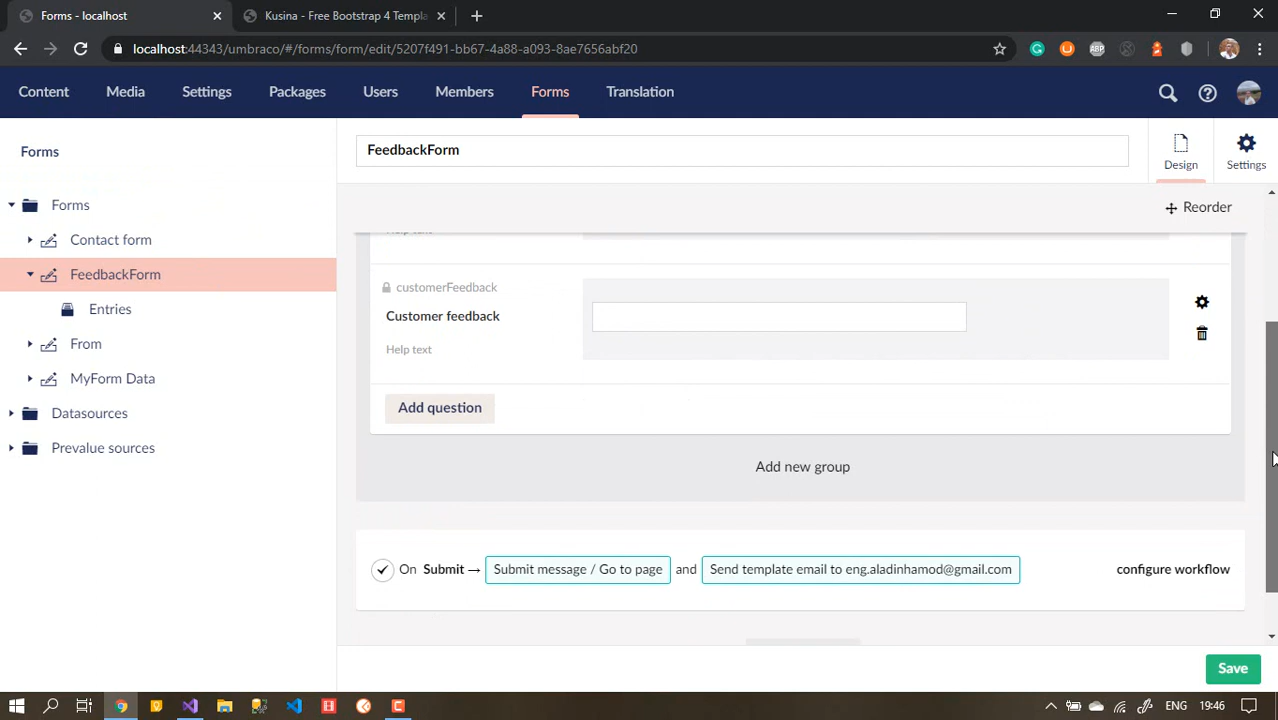 Forms - localhost
Kusina - Free Bootstrap 4 Templa
localhost:44343/umbraco/#/forms/form/edit/5207f491-bb67-4a88-a093-8ae7656abf20
ABP
Content Media Settings Packages Users Members Forms Translation
Forms
FeedbackForm
Design
Settings
Forms
Contact form
FeedbackForm
Entries
From
MyForm Data
Datasources
Prevalue sources
Reorder
Help text
customerFeedback
Customer feedback
Help text
Add question
Add new group
On Submit → Submit message / Go to page and Send template email to eng.aladinhamod@gmail.com configure workflow
Save
ENG 19:46